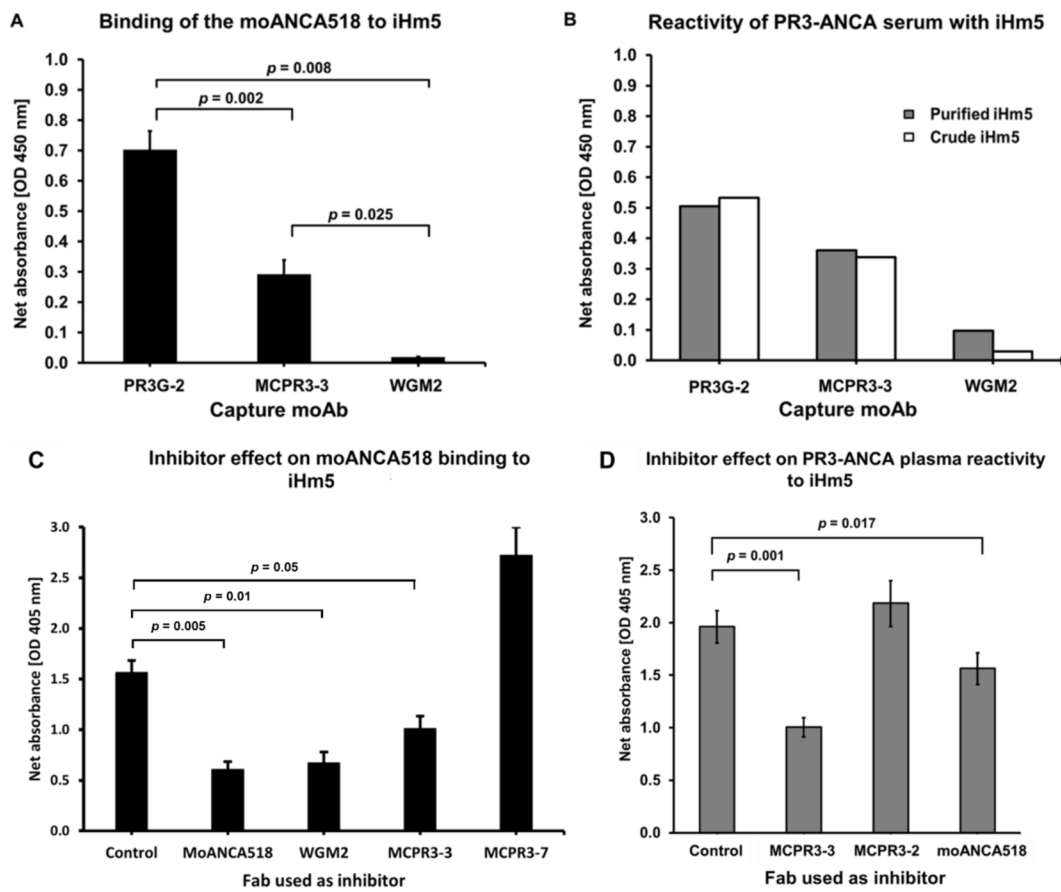 A
Binding of the moANCA518 to iHm5
Net absorbance [OD 450 nm]
1.0
0.9
0.8
0.7
0.6
0.5
0.4
0.3
0.2
0.1
0.0
p = 0.008
p = 0.002
p = 0.025
PR3G-2 MCPR3-3 WGM2
Capture moAb
B
Reactivity of PR3-ANCA serum with iHm5
Net absorbance [OD 450 nm]
1.0
0.9
0.8
0.7
0.6
0.5
0.4
0.3
0.2
0.1
0.0
Purified iHm5
Crude iHm5
PR3G-2 MCPR3-3 WGM2
Capture moAb
C
Inhibitor effect on moANCA518 binding to
iHm5
Net absorbance [OD 405 nm]
3.0
2.5
2.0
1.5
1.0
0.5
0.0
p = 0.05
p = 0.01
p = 0.005
Control MoANCA518 WGM2 MCPR3-3 MCPR3-7
Fab used as inhibitor
D
Inhibitor effect on PR3-ANCA plasma reactivity
to iHm5
Net absorbance [OD 405 nm]
3.0
2.5
2.0
1.5
1.0
0.5
0.0
p = 0.017
p = 0.001
Control MCPR3-3 MCPR3-2 moANCA518
Fab used as inhibitor